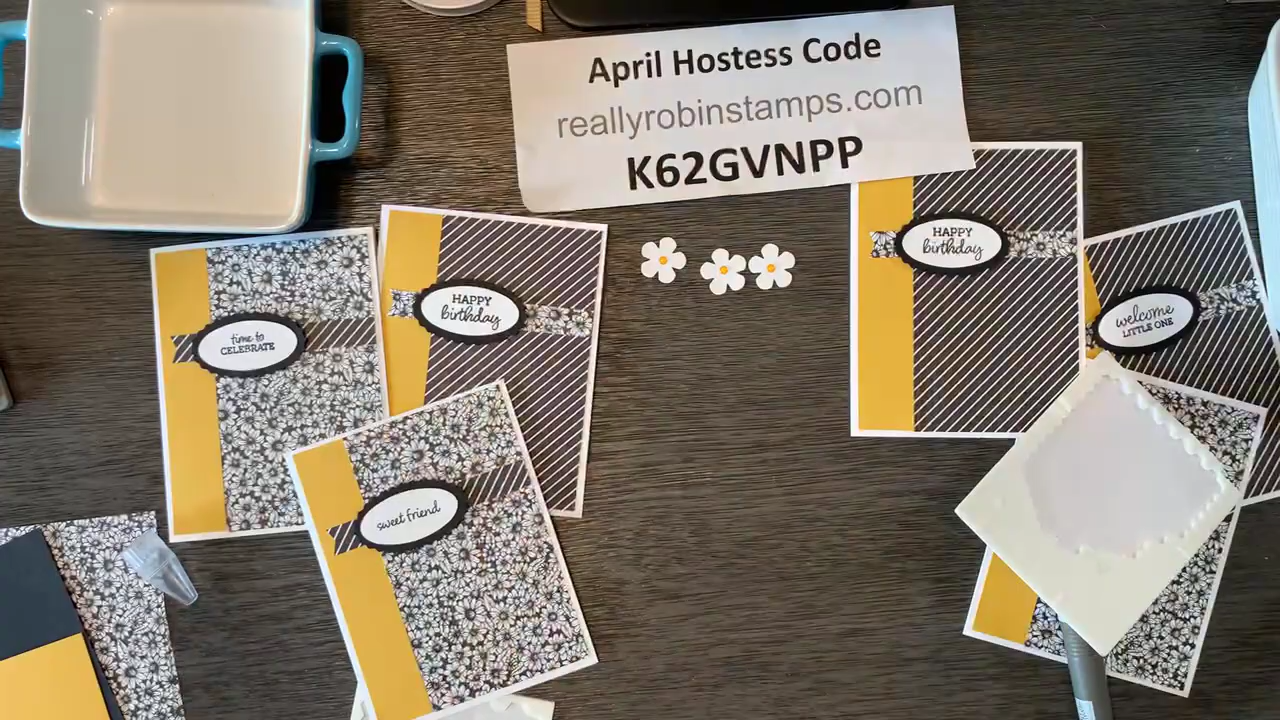 April Hostess Code
reallyrobinstamps.com
K62GVNPP
HAPPY
birthday
HAPPY
birthday
welcome
LITTLE ONE
time to
CELEBRATE
sweet friend